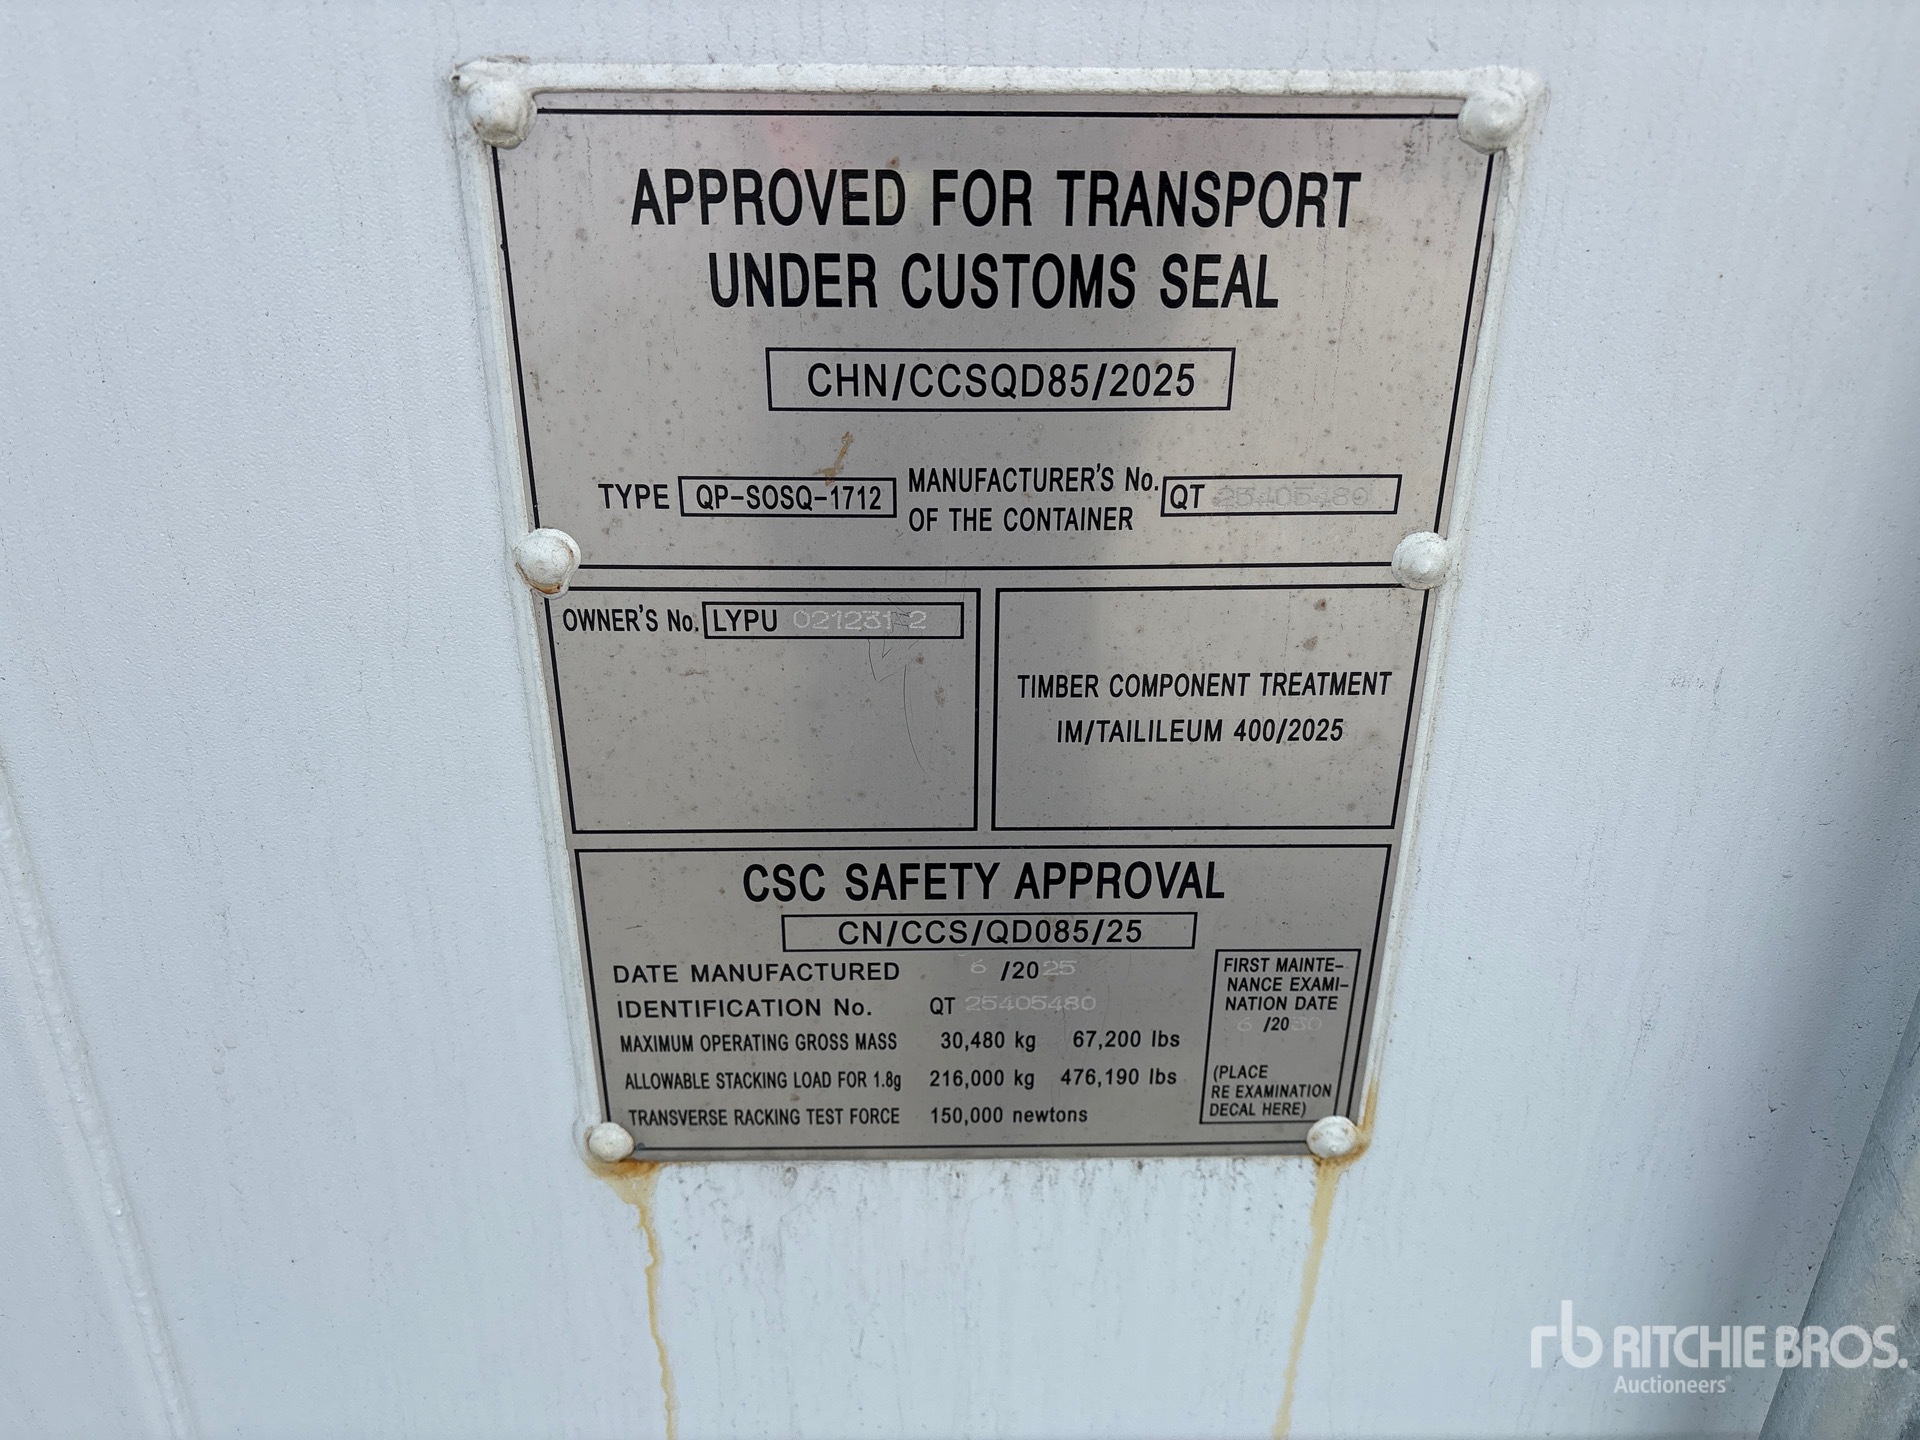 APPROVED FOR TRANSPORT
UNDER CUSTOMS SEAL
CHN/CCSQD85/2025
TYPE QP-SOSQ-1712 MANUFACTURER'S No. OF THE CONTAINER QT 25405480
OWNER'S No. LYPU 021231 2
TIMBER COMPONENT TREATMENT
IM/TAILILEUM 400/2025
CSC SAFETY APPROVAL
CN/CCS/QD085/25
DATE MANUFACTURED 6 /2025
IDENTIFICATION No. QT 25405480
MAXIMUM OPERATING GROSS MASS 30,480 kg 67,200 lbs
ALLOWABLE STACKING LOAD FOR 1.8g 216,000 kg 476,190 lbs
TRANSVERSE RACKING TEST FORCE 150,000 newtons
FIRST MAINTE-
NANCE EXAMI-
NATION DATE
6 /2030
(PLACE
RE EXAMINATION
DECAL HERE)
rb RITCHIE BROS.
Auctioneers